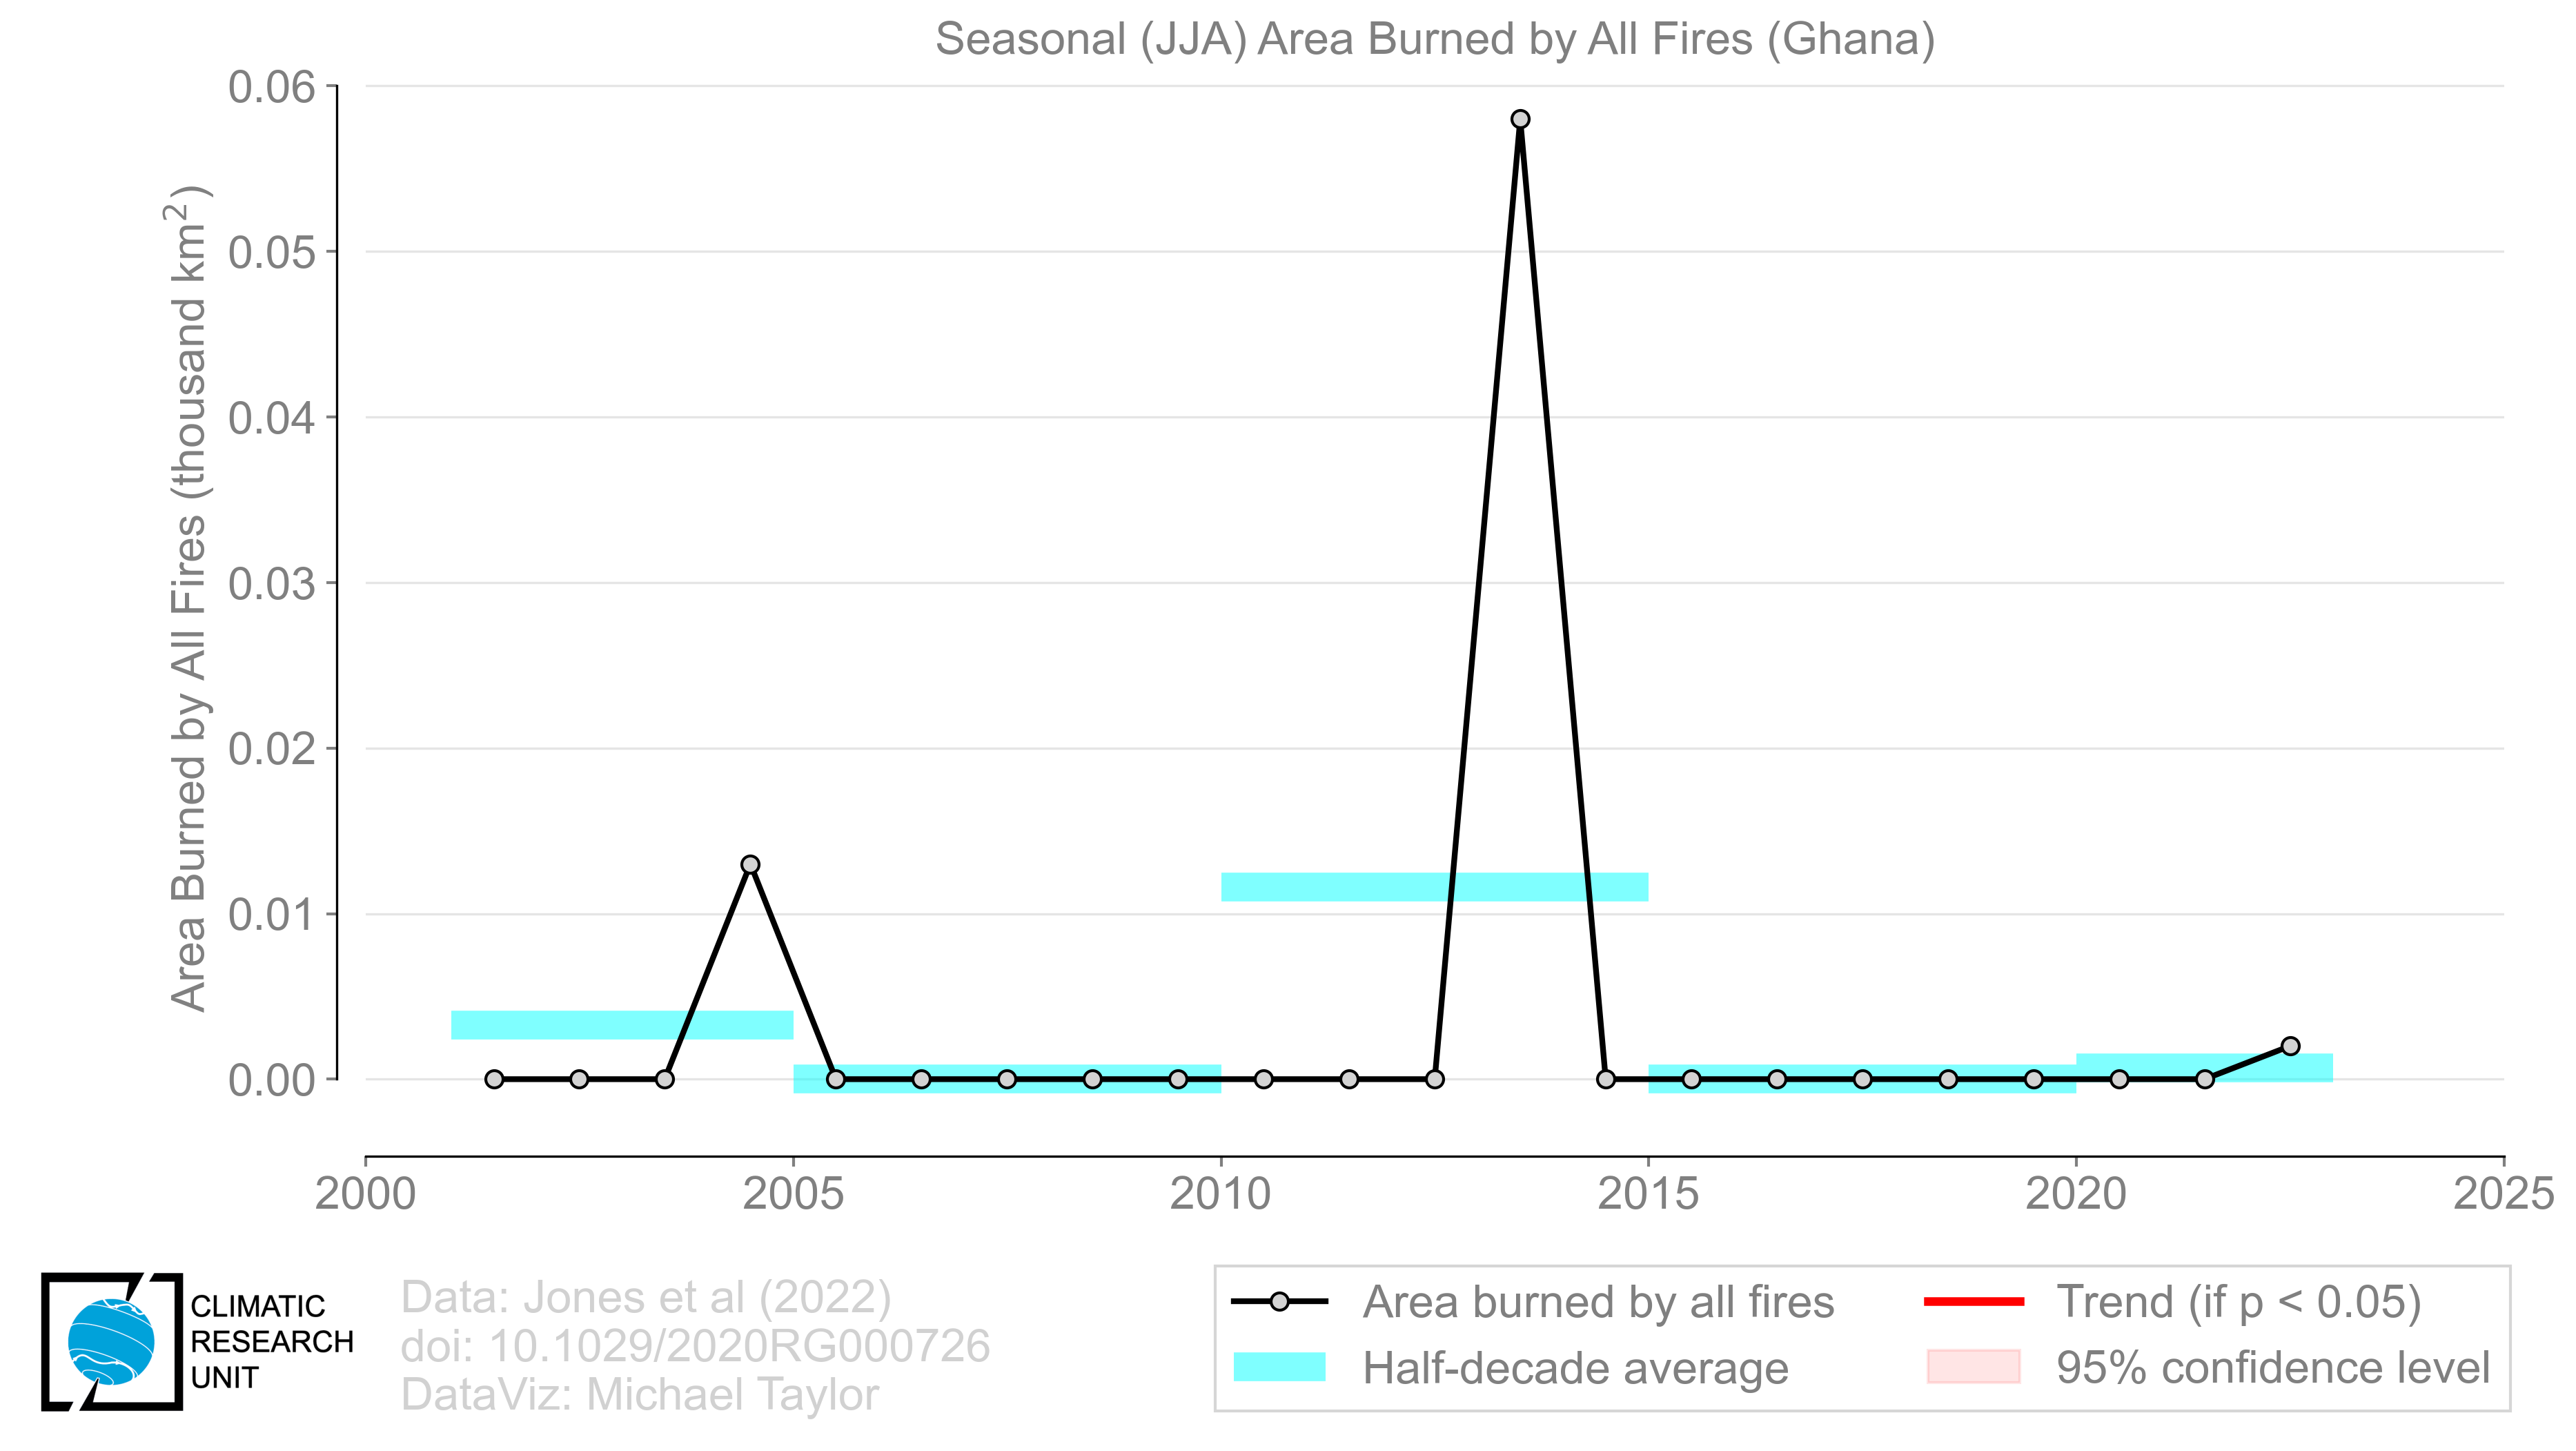 Seasonal (JJA) Area Burned by All Fires (Ghana)
Area Burned by All Fires (thousand km²)
0.06
0.05
0.04
0.03
0.02
0.01
0.00
2000
2005
2010
2015
2020
2025
CLIMATIC
RESEARCH
UNIT
Data: Jones et al (2022)
doi: 10.1029/2020RG000726
DataViz: Michael Taylor
Area burned by all fires
Half-decade average
Trend (if p < 0.05)
95% confidence level